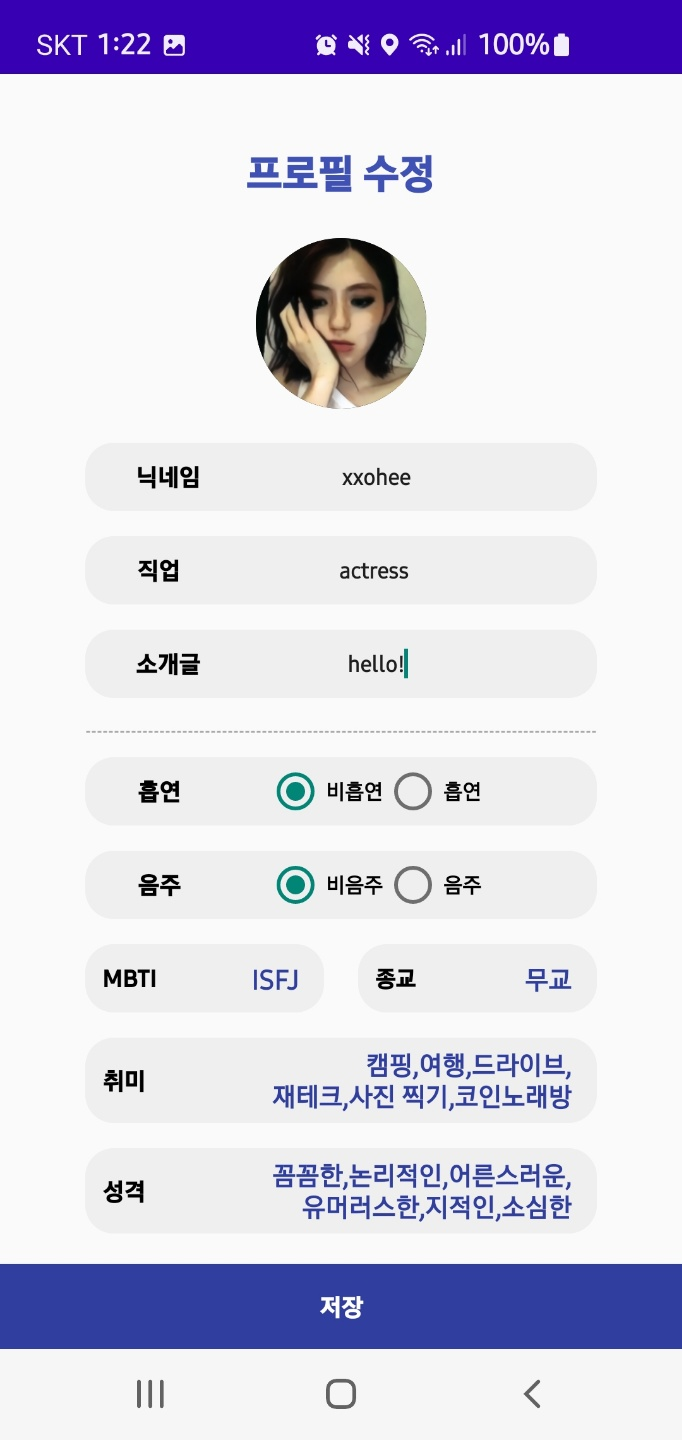 SKT 1:22 100%
프로필 수정
닉네임 xxohee
직업 actress
소개글 hello!
흡연 비흡연 흡연
음주 비음주 음주
MBTI ISFJ 종교 무교
취미 캠핑,여행,드라이브,
재테크,사진 찍기,코인노래방
성격 꼼꼼한,논리적인,어른스러운,
유머러스한,지적인,소심한
저장